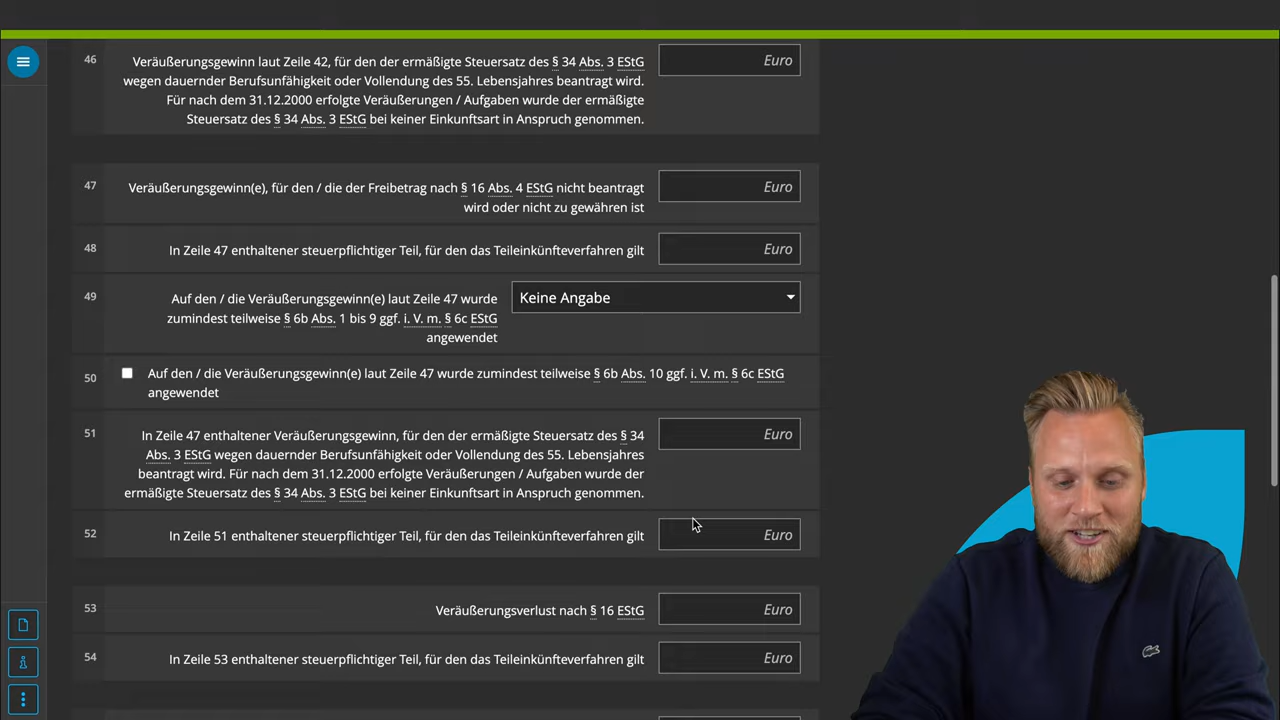 46
Veräußerungsgewinn laut Zeile 42, für den der ermäßigte Steuersatz des § 34 Abs. 3 EStG
wegen dauernder Berufsunfähigkeit oder Vollendung des 55. Lebensjahres beantragt wird.
Für nach dem 31.12.2000 erfolgte Veräußerungen / Aufgaben wurde der ermäßigte
Steuersatz des § 34 Abs. 3 EStG bei keiner Einkunftsart in Anspruch genommen.
Euro
47
Veräußerungsgewinn(e), für den / die der Freibetrag nach § 16 Abs. 4 EStG nicht beantragt
wird oder nicht zu gewähren ist
Euro
48
In Zeile 47 enthaltener steuerpflichtiger Teil, für den das Teileinkünfteverfahren gilt
Euro
49
Auf den / die Veräußerungsgewinn(e) laut Zeile 47 wurde
zumindest teilweise § 6b Abs. 1 bis 9 ggf. i. V. m. § 6c EStG
angewendet
Keine Angabe
50
Auf den / die Veräußerungsgewinn(e) laut Zeile 47 wurde zumindest teilweise § 6b Abs. 10 ggf. i. V. m. § 6c EStG
angewendet
51
In Zeile 47 enthaltener Veräußerungsgewinn, für den der ermäßigte Steuersatz des § 34
Abs. 3 EStG wegen dauernder Berufsunfähigkeit oder Vollendung des 55. Lebensjahres
beantragt wird. Für nach dem 31.12.2000 erfolgte Veräußerungen / Aufgaben wurde der
ermäßigte Steuersatz des § 34 Abs. 3 EStG bei keiner Einkunftsart in Anspruch genommen.
Euro
52
In Zeile 51 enthaltener steuerpflichtiger Teil, für den das Teileinkünfteverfahren gilt
Euro
53
Veräußerungsverlust nach § 16 EStG
Euro
54
In Zeile 53 enthaltener steuerpflichtiger Teil, für den das Teileinkünfteverfahren gilt
Euro